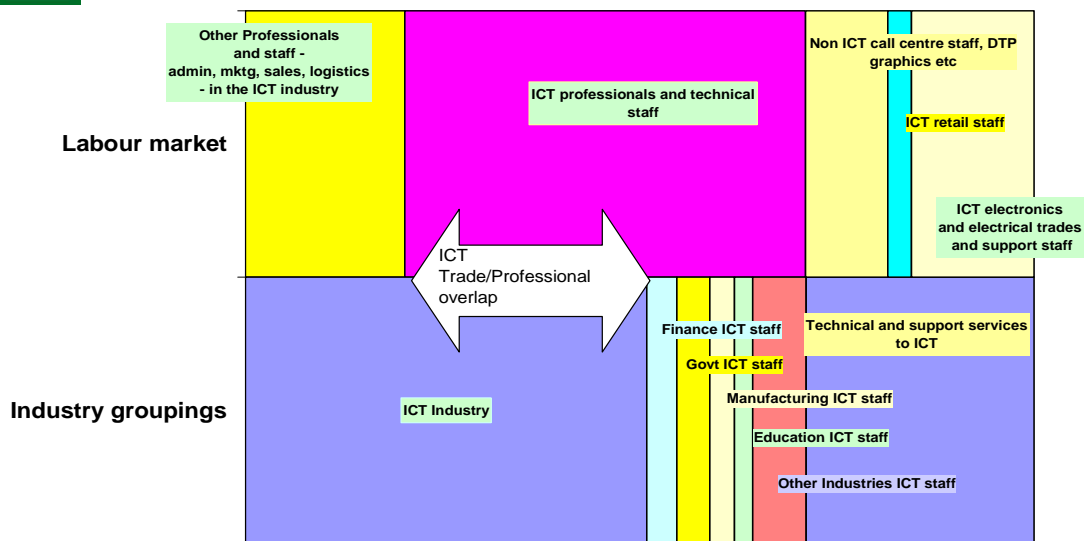 Other Professionals
and staff -
admin, mktg, sales, logistics
- in the ICT industry
ICT professionals and technical
staff
Non ICT call centre staff, DTP
graphics etc
ICT retail staff
Labour market
ICT electronics
and electrical trades
and support staff
ICT
Trade/Professional
overlap
Finance ICT staff
Technical and support services
to ICT
Govt ICT staff
Manufacturing ICT staff
Industry groupings
ICT Industry
Education ICT staff
Other Industries ICT staff